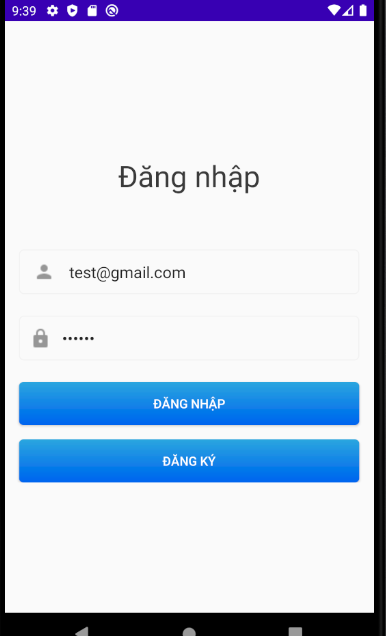 9:39
Đăng nhập
test@gmail.com
••••••
ĐĂNG NHẬP
ĐĂNG KÝ